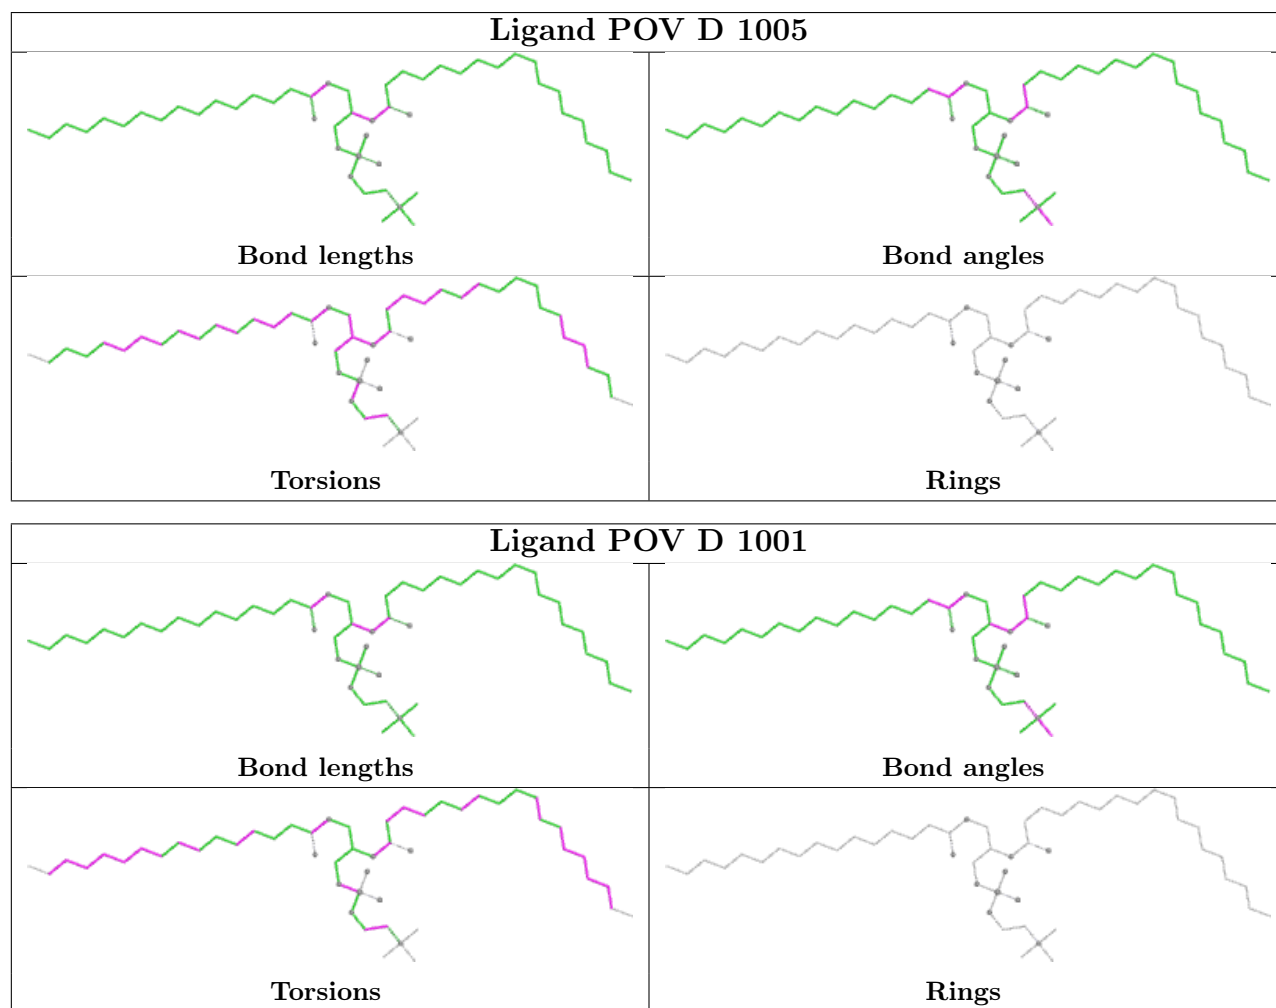 Ligand POV D 1005
Bond lengths
Bond angles
Torsions
Rings
Ligand POV D 1001
Bond lengths
Bond angles
Torsions
Rings